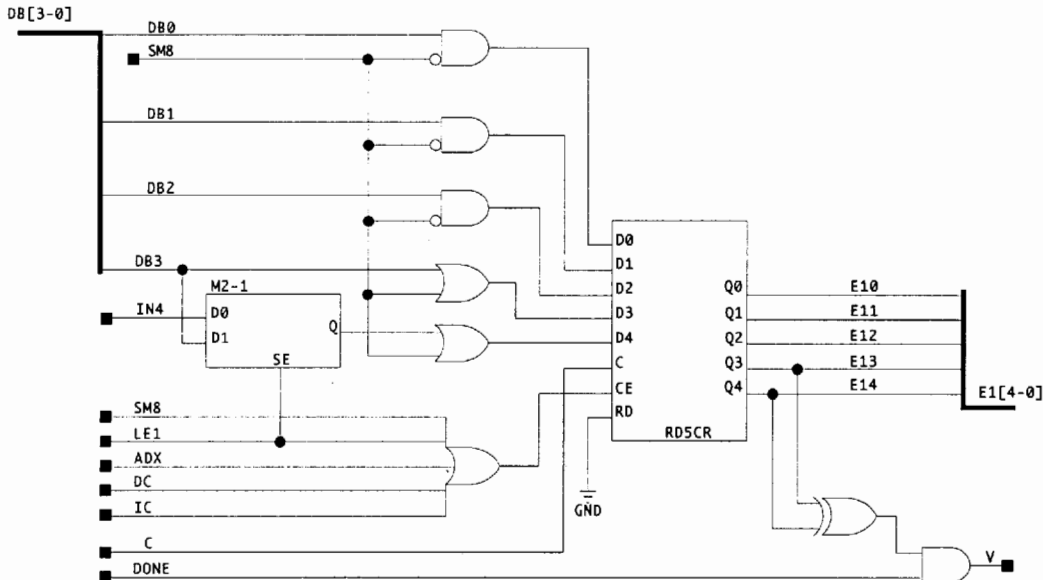 DB[3-0]
DB0
SM8
DB1
DB2
DB3
M2-1
IN4
D0
D1
Q
SE
SM8
LE1
ADX
DC
IC
C
DONE
D0
D1
D2
D3
D4
C
CE
RD
Q0
Q1
Q2
Q3
Q4
RD5CR
GND
E10
E11
E12
E13
E14
E1[4-0]
V